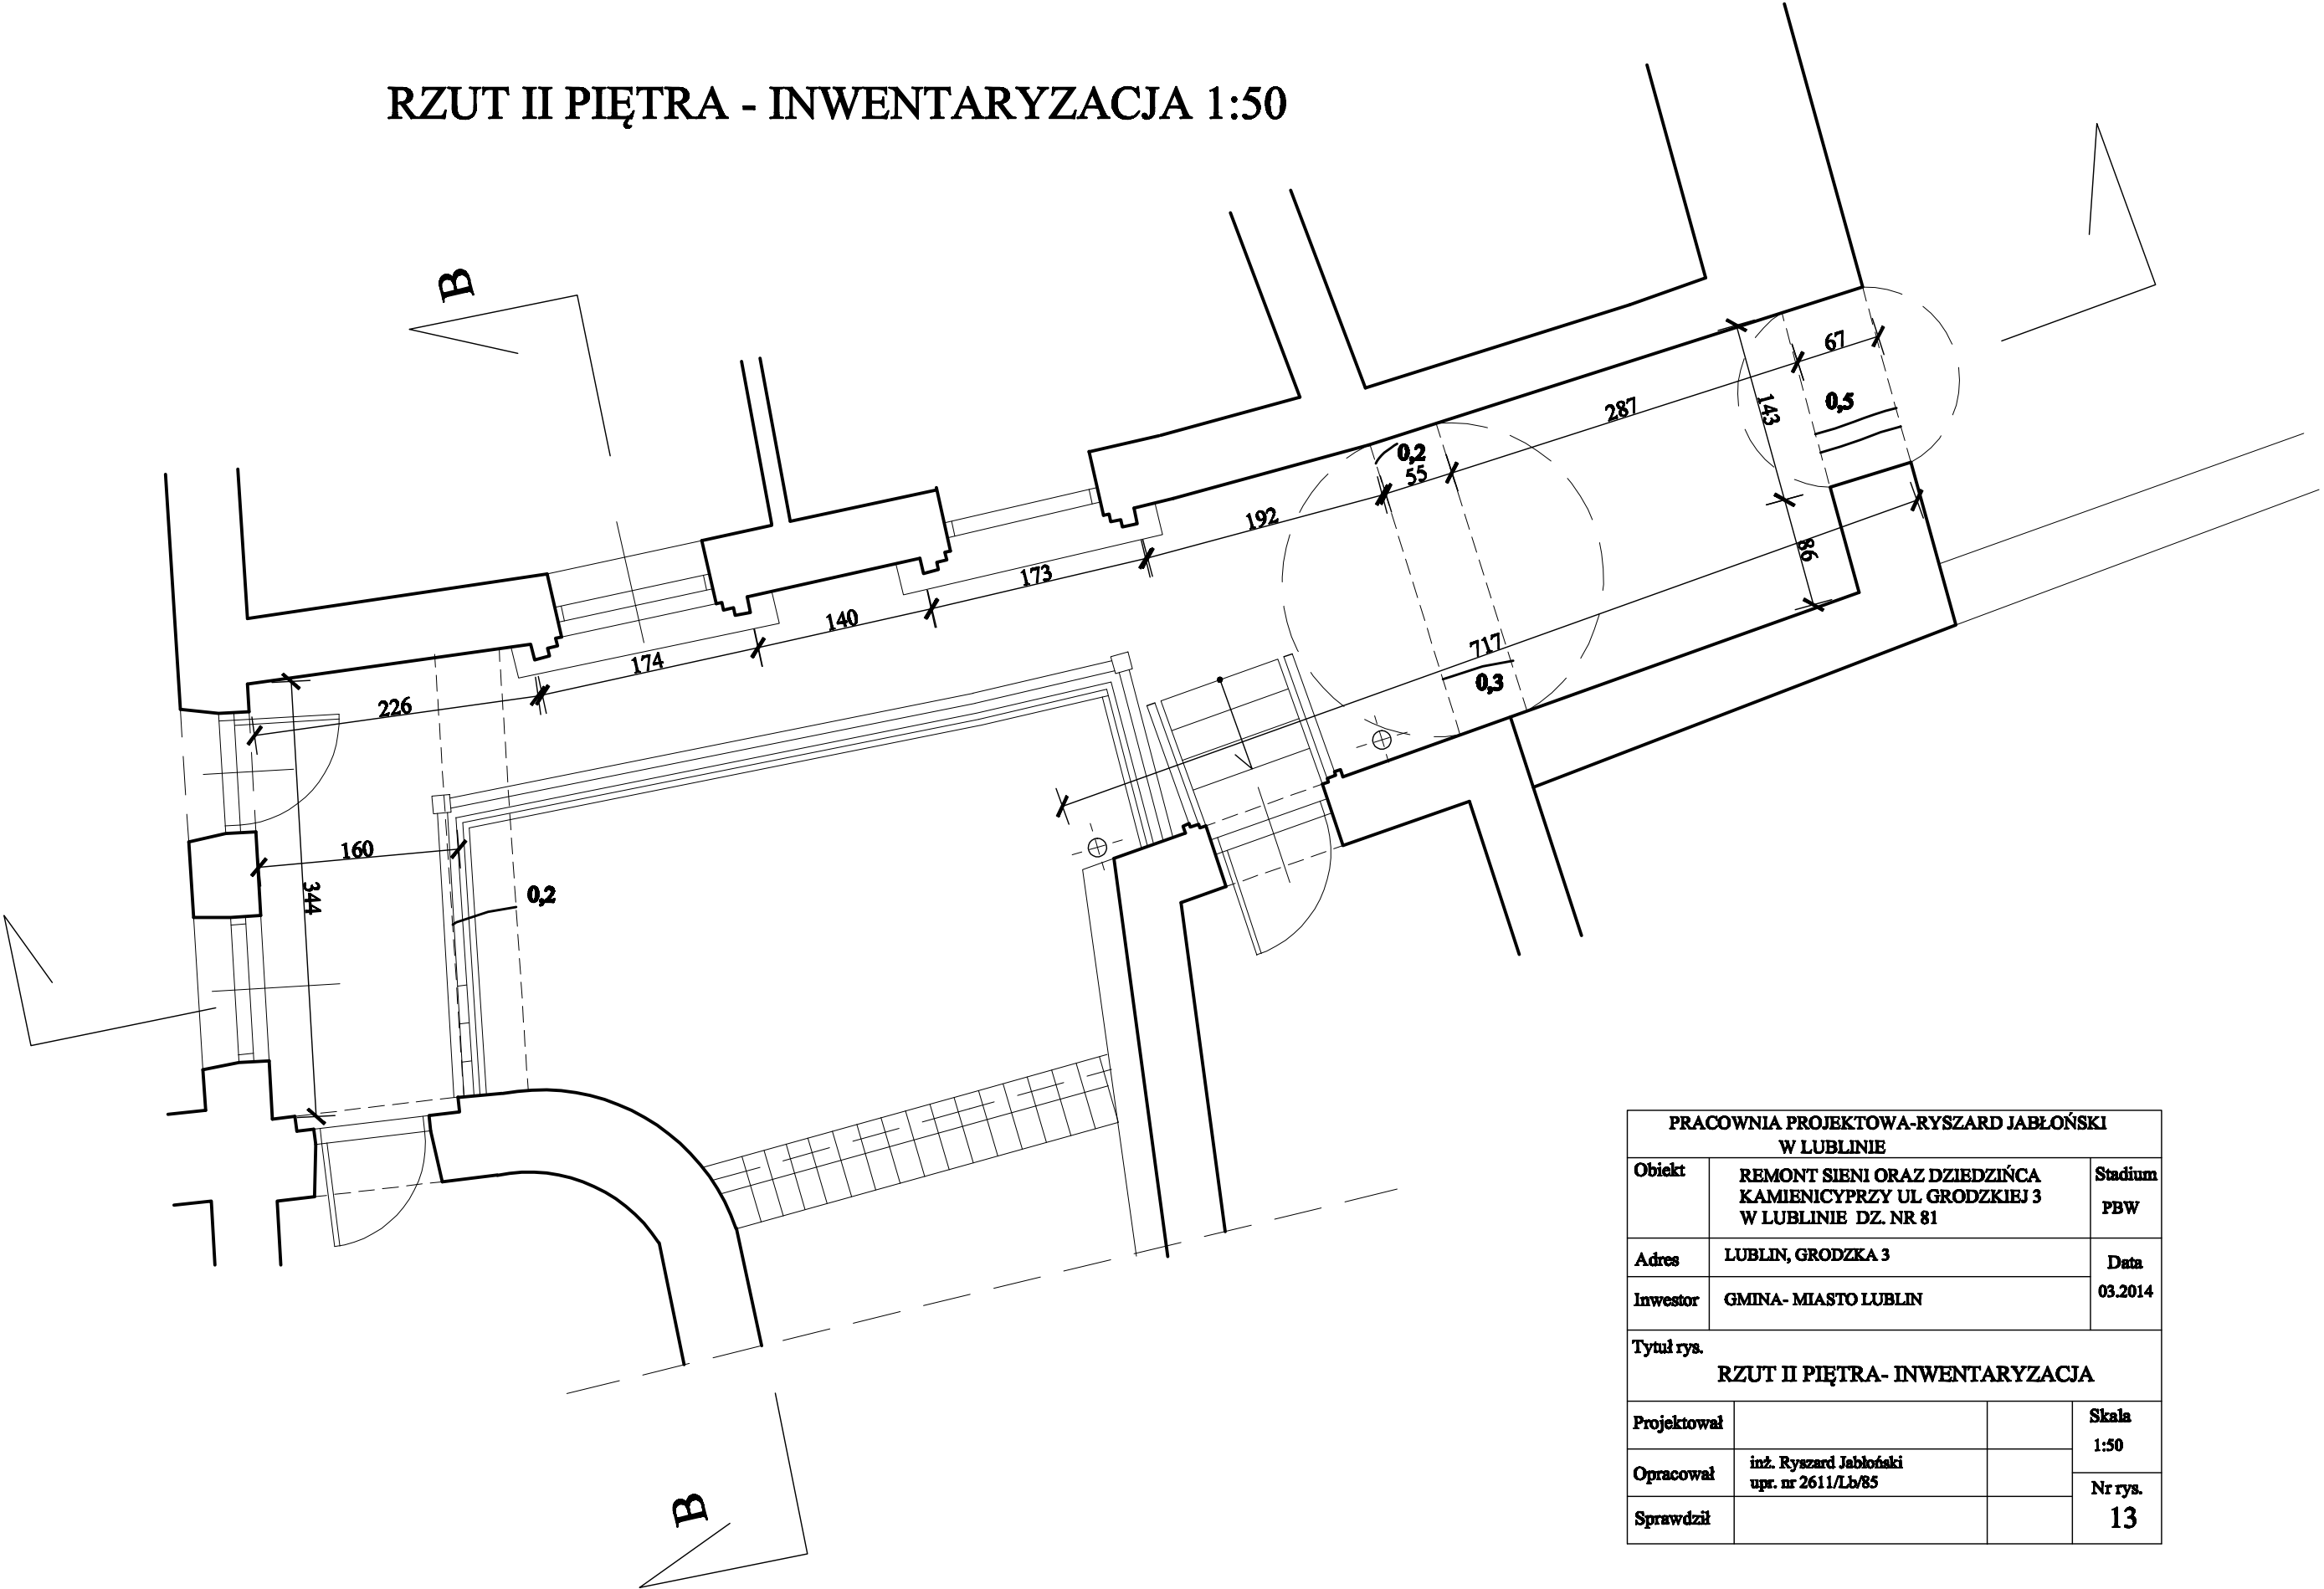 RZUT II PIĘTRA - INWENTARYZACJA 1:50
B
67
143
0,5
287
0,2
55
192
86
173
140
717
174
0,3
226
160
344
0,2
B
PRACOWNIA PROJEKTOWA-RYSZARD JABŁOŃSKI
W LUBLINIE
Obiekt
REMONT SIENI ORAZ DZIEDZIŃCA
KAMIENICYPRZY UL GRODZKIEJ 3
W LUBLINIE DZ. NR 81
Stadium
PBW
Adres
LUBLIN, GRODZKA 3
Data
03.2014
Inwestor
GMINA- MIASTO LUBLIN
Tytuł rys.
RZUT II PIĘTRA- INWENTARYZACJA
Projektował
Skala
1:50
Opracował
inż. Ryszard Jabłoński
upr. nr 2611/Lb/85
Nr rys.
13
Sprawdził